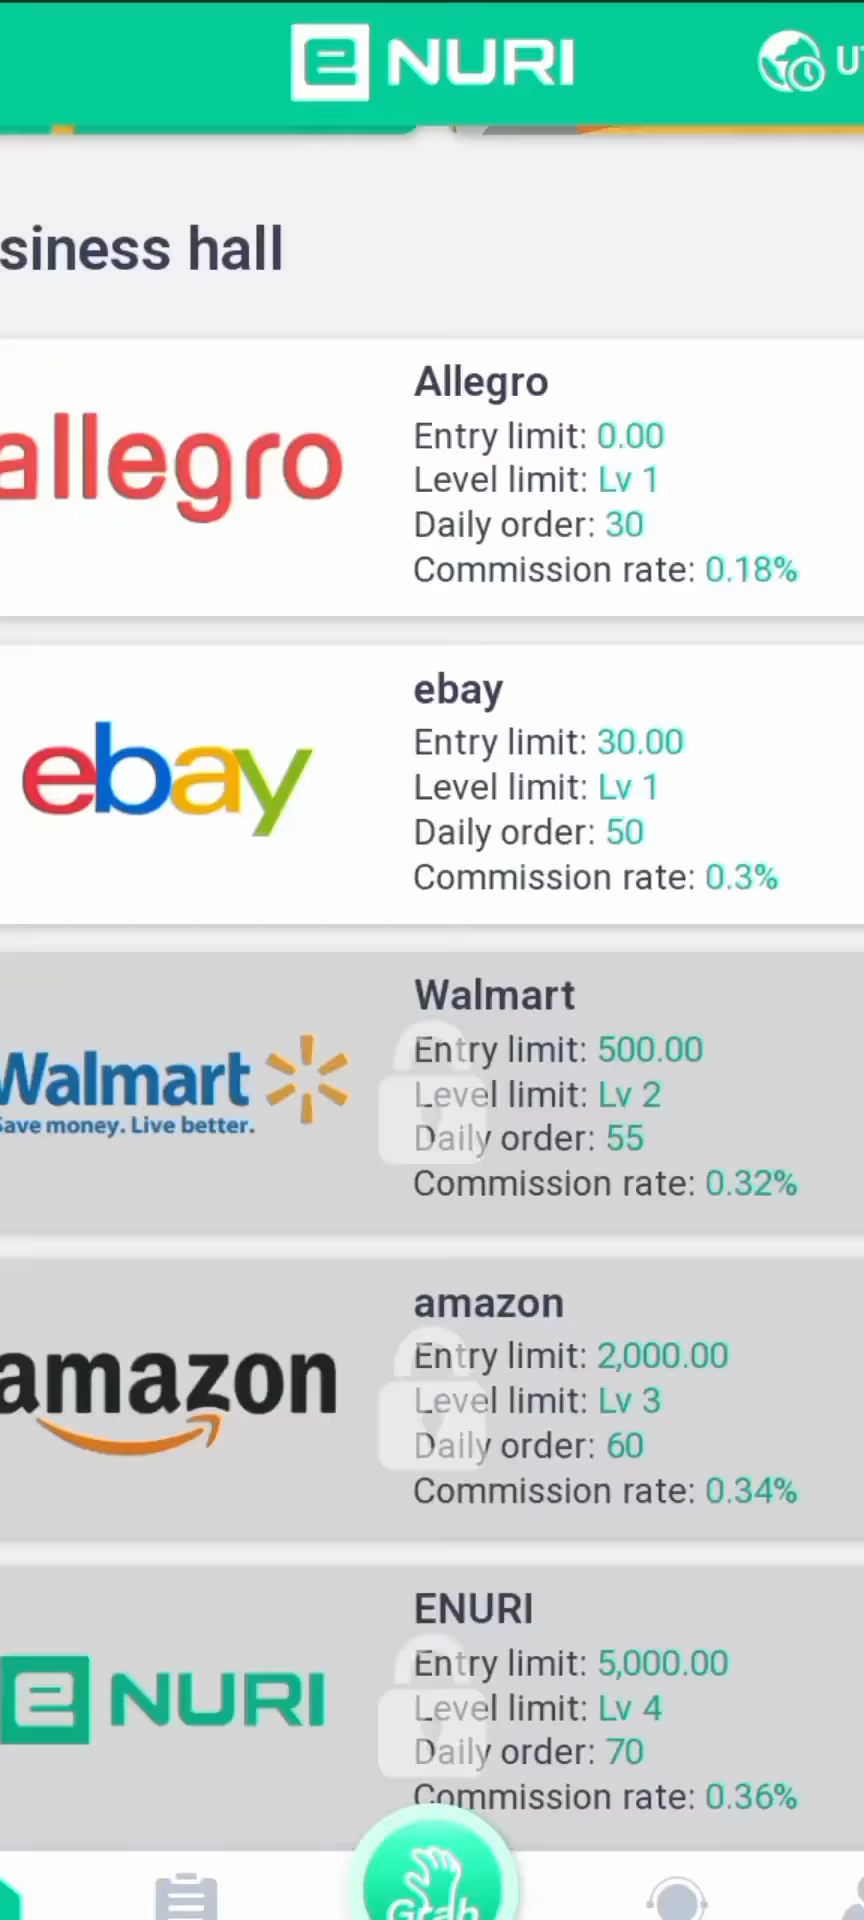 e NURI
siness hall
allegro
Allegro
Entry limit: 0.00
Level limit: Lv 1
Daily order: 30
Commission rate: 0.18%
ebay
ebay
Entry limit: 30.00
Level limit: Lv 1
Daily order: 50
Commission rate: 0.3%
Walmart
Save money. Live better.
Walmart
Entry limit: 500.00
Level limit: Lv 2
Daily order: 55
Commission rate: 0.32%
amazon
amazon
Entry limit: 2,000.00
Level limit: Lv 3
Daily order: 60
Commission rate: 0.34%
e NURI
ENURI
Entry limit: 5,000.00
Level limit: Lv 4
Daily order: 70
Commission rate: 0.36%
Grab